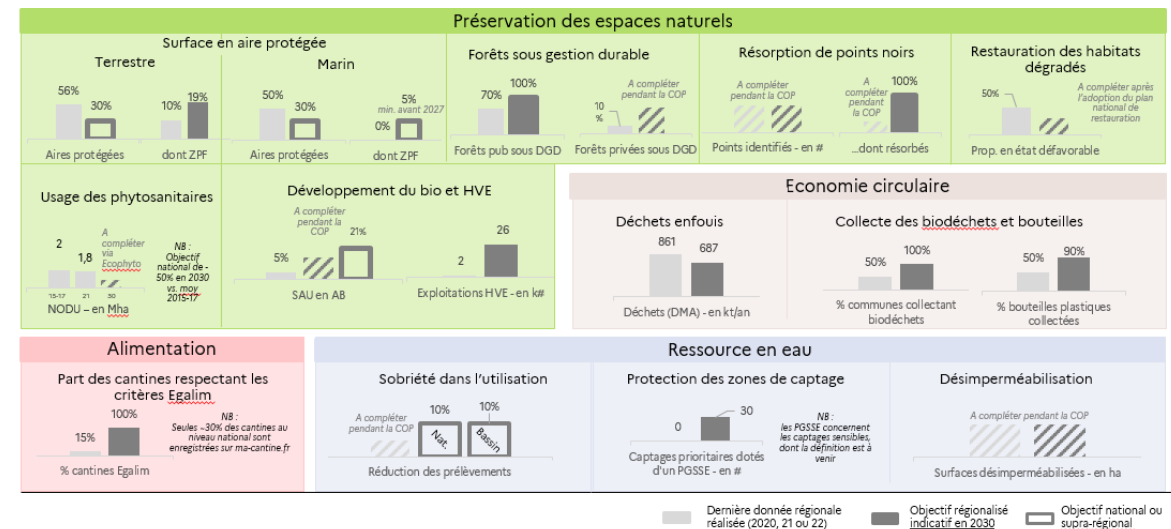 Préservation des espaces naturels
Surface en aire protégée
Terrestre
56%
30%
Aires protégées
10%
19%
dont ZPF
Marin
50%
30%
Aires protégées
0%
5%
min. avant 2027
dont ZPF
Forêts sous gestion durable
70%
100%
Forêts pub sous DGD
10
%
A compléter
pendant la COP
Forêts privées sous DGD
Résorption de points noirs
A compléter
pendant la COP
Points identifiés - en #
A
compléter
pendant
la COP
100%
...dont résorbés
Restauration des habitats
dégradés
50%
A compléter après
l'adoption du plan
national de
restauration
Prop. en état défavorable
Usage des phytosanitaires
2
1,8
A
compléter
via
Ecophyto
15-17
21
30
NODU – en Mha
NB :
Objectif
national de -
50% en 2030
vs. moy
2015-17
Développement du bio et HVE
5%
A compléter
pendant la
COP
21%
SAU en AB
2
26
Exploitations HVE - en k#
Economie circulaire
Déchets enfouis
861
687
Déchets (DMA) - en kt/an
Collecte des biodéchets et bouteilles
50%
100%
% communes collectant
biodéchets
50%
90%
% bouteilles plastiques
collectées
Alimentation
Part des cantines respectant les
critères Egalim
15%
100%
% cantines Egalim
NB :
Seules ~30% des cantines au
niveau national sont
enregistrées sur ma-cantine.fr
Ressource en eau
Sobriété dans l'utilisation
A compléter
pendant la COP
10%
Nat.
10%
Bassin
Réduction des prélèvements
Protection des zones de captage
0
30
Captages prioritaires dotés
d'un PGSSE - en #
NB :
les PGSSE concernent
les captages sensibles,
dont la définition est à
venir
Désimperméabilisation
A compléter pendant la COP
Surfaces désimperméabilisées - en ha
Dernière donnée régionale
réalisée (2020, 21 ou 22)
Objectif régionalisé
indicatif en 2030
Objectif national ou
supra-régional